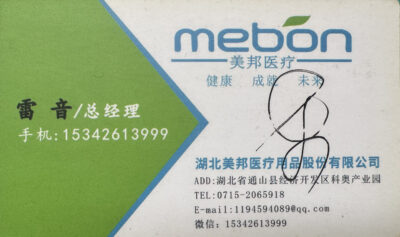 mebon
美邦医疗
健康 成就 未来
雷 音/总经理
手机:15342613999
湖北美邦医疗用品股份有限公司
ADD:湖北省通山县经济开发区科奥产业园
TEL:0715-2065918
E-mail:1194594089@qq.com
微信: 15342613999